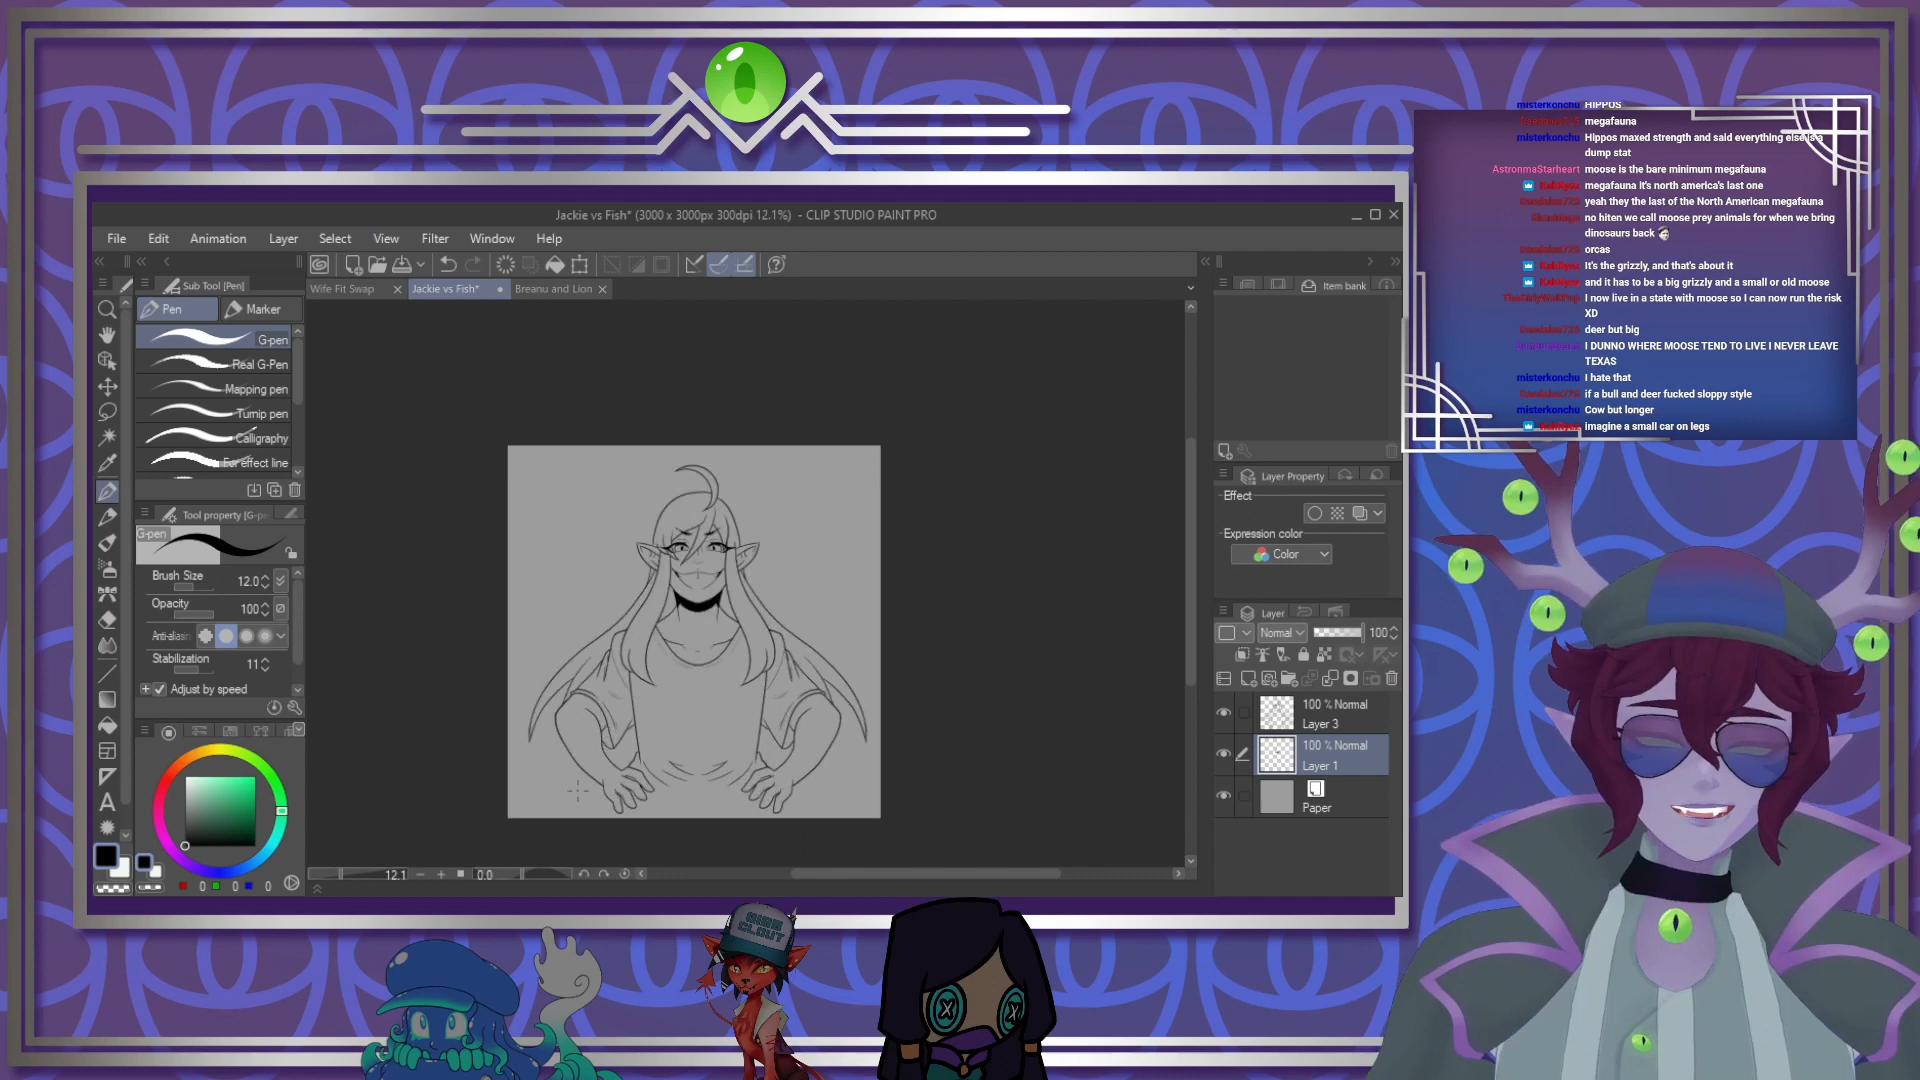 Jackie vs Fish* (3000 x 3000px 300dpi 12.1%) - CLIP STUDIO PAINT PRO
File Edit Animation Layer Select View Filter Window Help
Wife Fit Swap
Jackie vs Fish*
Breanu and Lion
Sub Tool [Pen]
Pen
Marker
G-pen
Real G-Pen
Mapping pen
Turnip pen
Calligraphy
For effect line
Tool property [G-pe
G-pen
Brush Size 12.0
Opacity 100
Anti-aliasin
Stabilization 11
Adjust by speed
0 0 0
12.1
0.0
Item bank
Layer Property
Effect
Expression color
Color
Layer
Normal 100
100 % Normal
Layer 3
100 % Normal
Layer 1
Paper
misterkonchu HIPPOS
megafauna
misterkonchu Hippos maxed strength and said everything else is a
dump stat
AstronmaStarheart moose is the bare minimum megafauna
megafauna it's north america's last one
yeah they the last of the North American megafauna
no hiten we call moose prey animals for when we bring
dinosaurs back
orcas
It's the grizzly, and that's about it
and it has to be a big grizzly and a small or old moose
I now live in a state with moose so I can now run the risk
XD
deer but big
I DUNNO WHERE MOOSE TEND TO LIVE I NEVER LEAVE
TEXAS
misterkonchu I hate that
if a bull and deer fucked sloppy style
misterkonchu Cow but longer
imagine a small car on legs
CLOUT